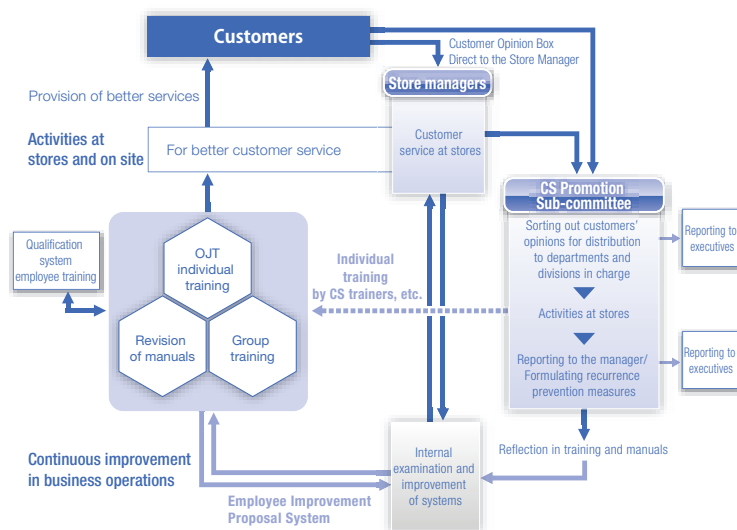 Customers
Customer Opinion Box
Direct to the Store Manager
Store managers
Provision of better services
Activities at
stores and on site
For better customer service
Customer
service at stores
CS Promotion
Sub-committee
Sorting out customers'
opinions for distribution
to departments and
divisions in charge
Reporting to
executives
Qualification
system
employee training
OJT
individual
training
Individual
training
by CS trainers, etc.
Activities at stores
Revision
of manuals
Group
training
Reporting to the manager/
Formulating recurrence
prevention measures
Reporting to
executives
Continuous improvement
in business operations
Internal
examination and
improvement
of systems
Reflection in training and manuals
Employee Improvement
Proposal System